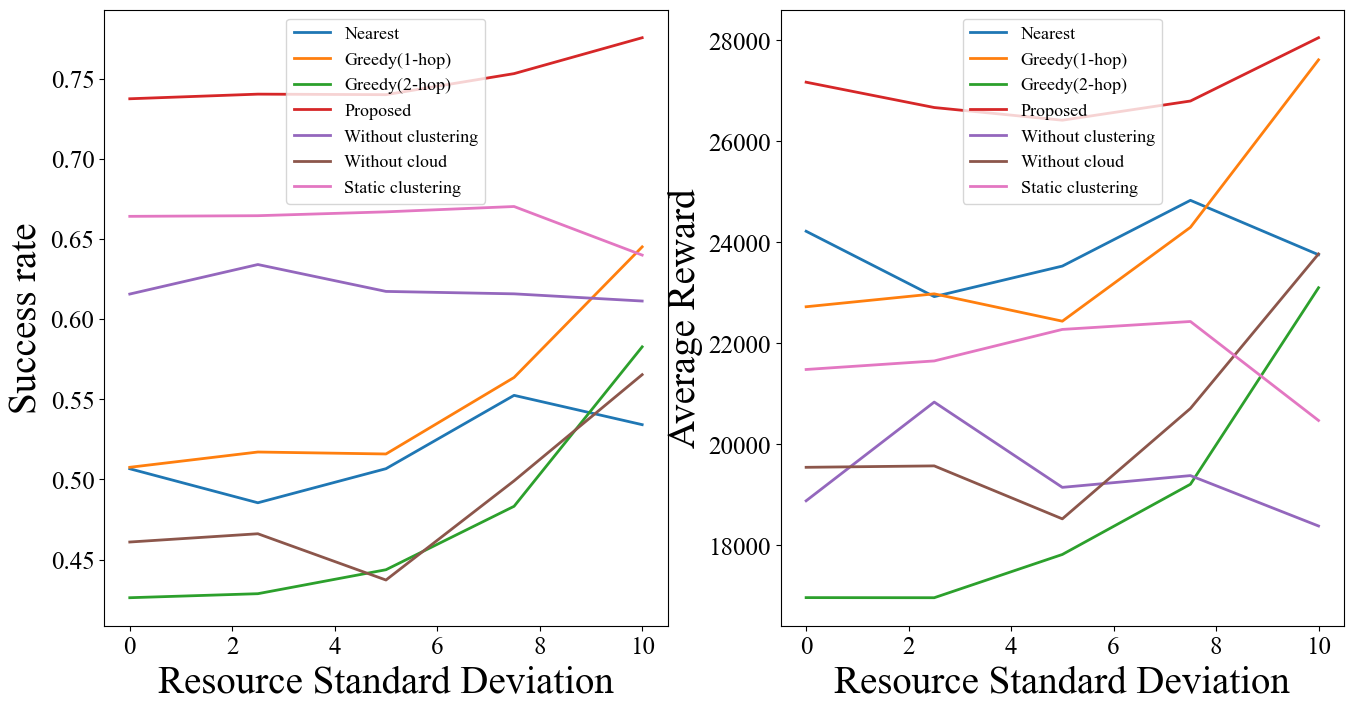 Success rate
0.75
0.70
0.65
0.60
0.55
0.50
0.45
Nearest
Greedy(1-hop)
Greedy(2-hop)
Proposed
Without clustering
Without cloud
Static clustering
0 2 4 6 8 10
Resource Standard Deviation
Average Reward
28000
26000
24000
22000
20000
18000
Nearest
Greedy(1-hop)
Greedy(2-hop)
Proposed
Without clustering
Without cloud
Static clustering
0 2 4 6 8 10
Resource Standard Deviation